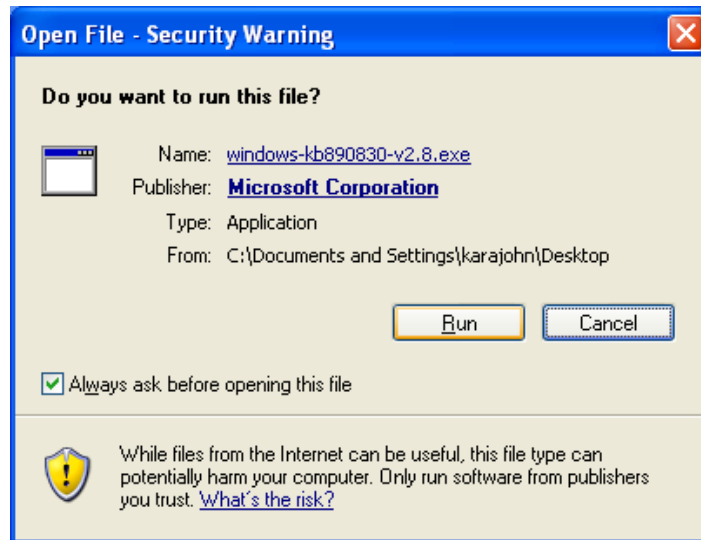 Open File - Security Warning
Do you want to run this file?
Name: windows-kb890830-v2.8.exe
Publisher: Microsoft Corporation
Type: Application
From: C:\Documents and Settings\karajohn\Desktop
Run Cancel
Always ask before opening this file
While files from the Internet can be useful, this file type can
potentially harm your computer. Only run software from publishers
you trust. What's the risk?